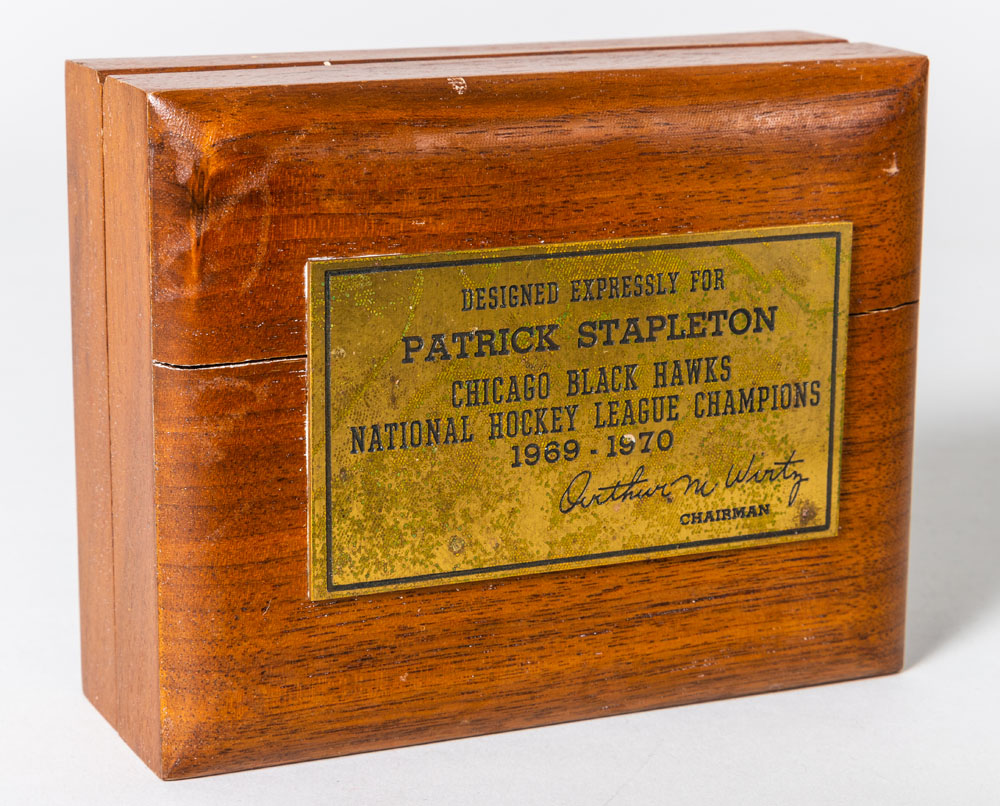 DESIGNED EXPRESSLY FOR
PATRICK STAPLETON
CHICAGO BLACK HAWKS
NATIONAL HOCKEY LEAGUE CHAMPIONS
1969 - 1970
Arthur M Wirtz
CHAIRMAN